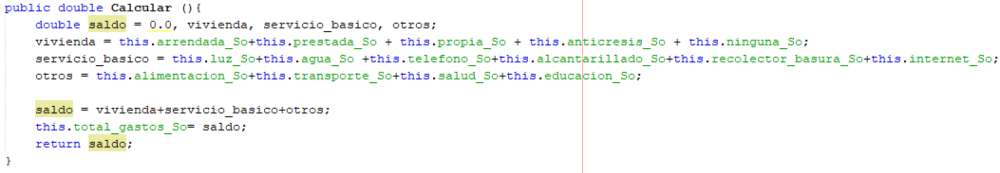 public double Calcular (){
double saldo = 0.0, vivienda, servicio_basico, otros;
vivienda = this.arrendada_So+this.prestada_So + this.propia_So + this.anticresis_So + this.ninguna_So;
servicio_basico = this.luz_So+this.agua_So +this.telefono_So+this.alcantarillado_So+this.recolector_basura_So+this.internet_So;
otros = this.alimentacion_So+this.transporte_So+this.salud_So+this.educacion_So;
saldo = vivienda+servicio_basico+otros;
this.total_gastos_So= saldo;
return saldo;
}